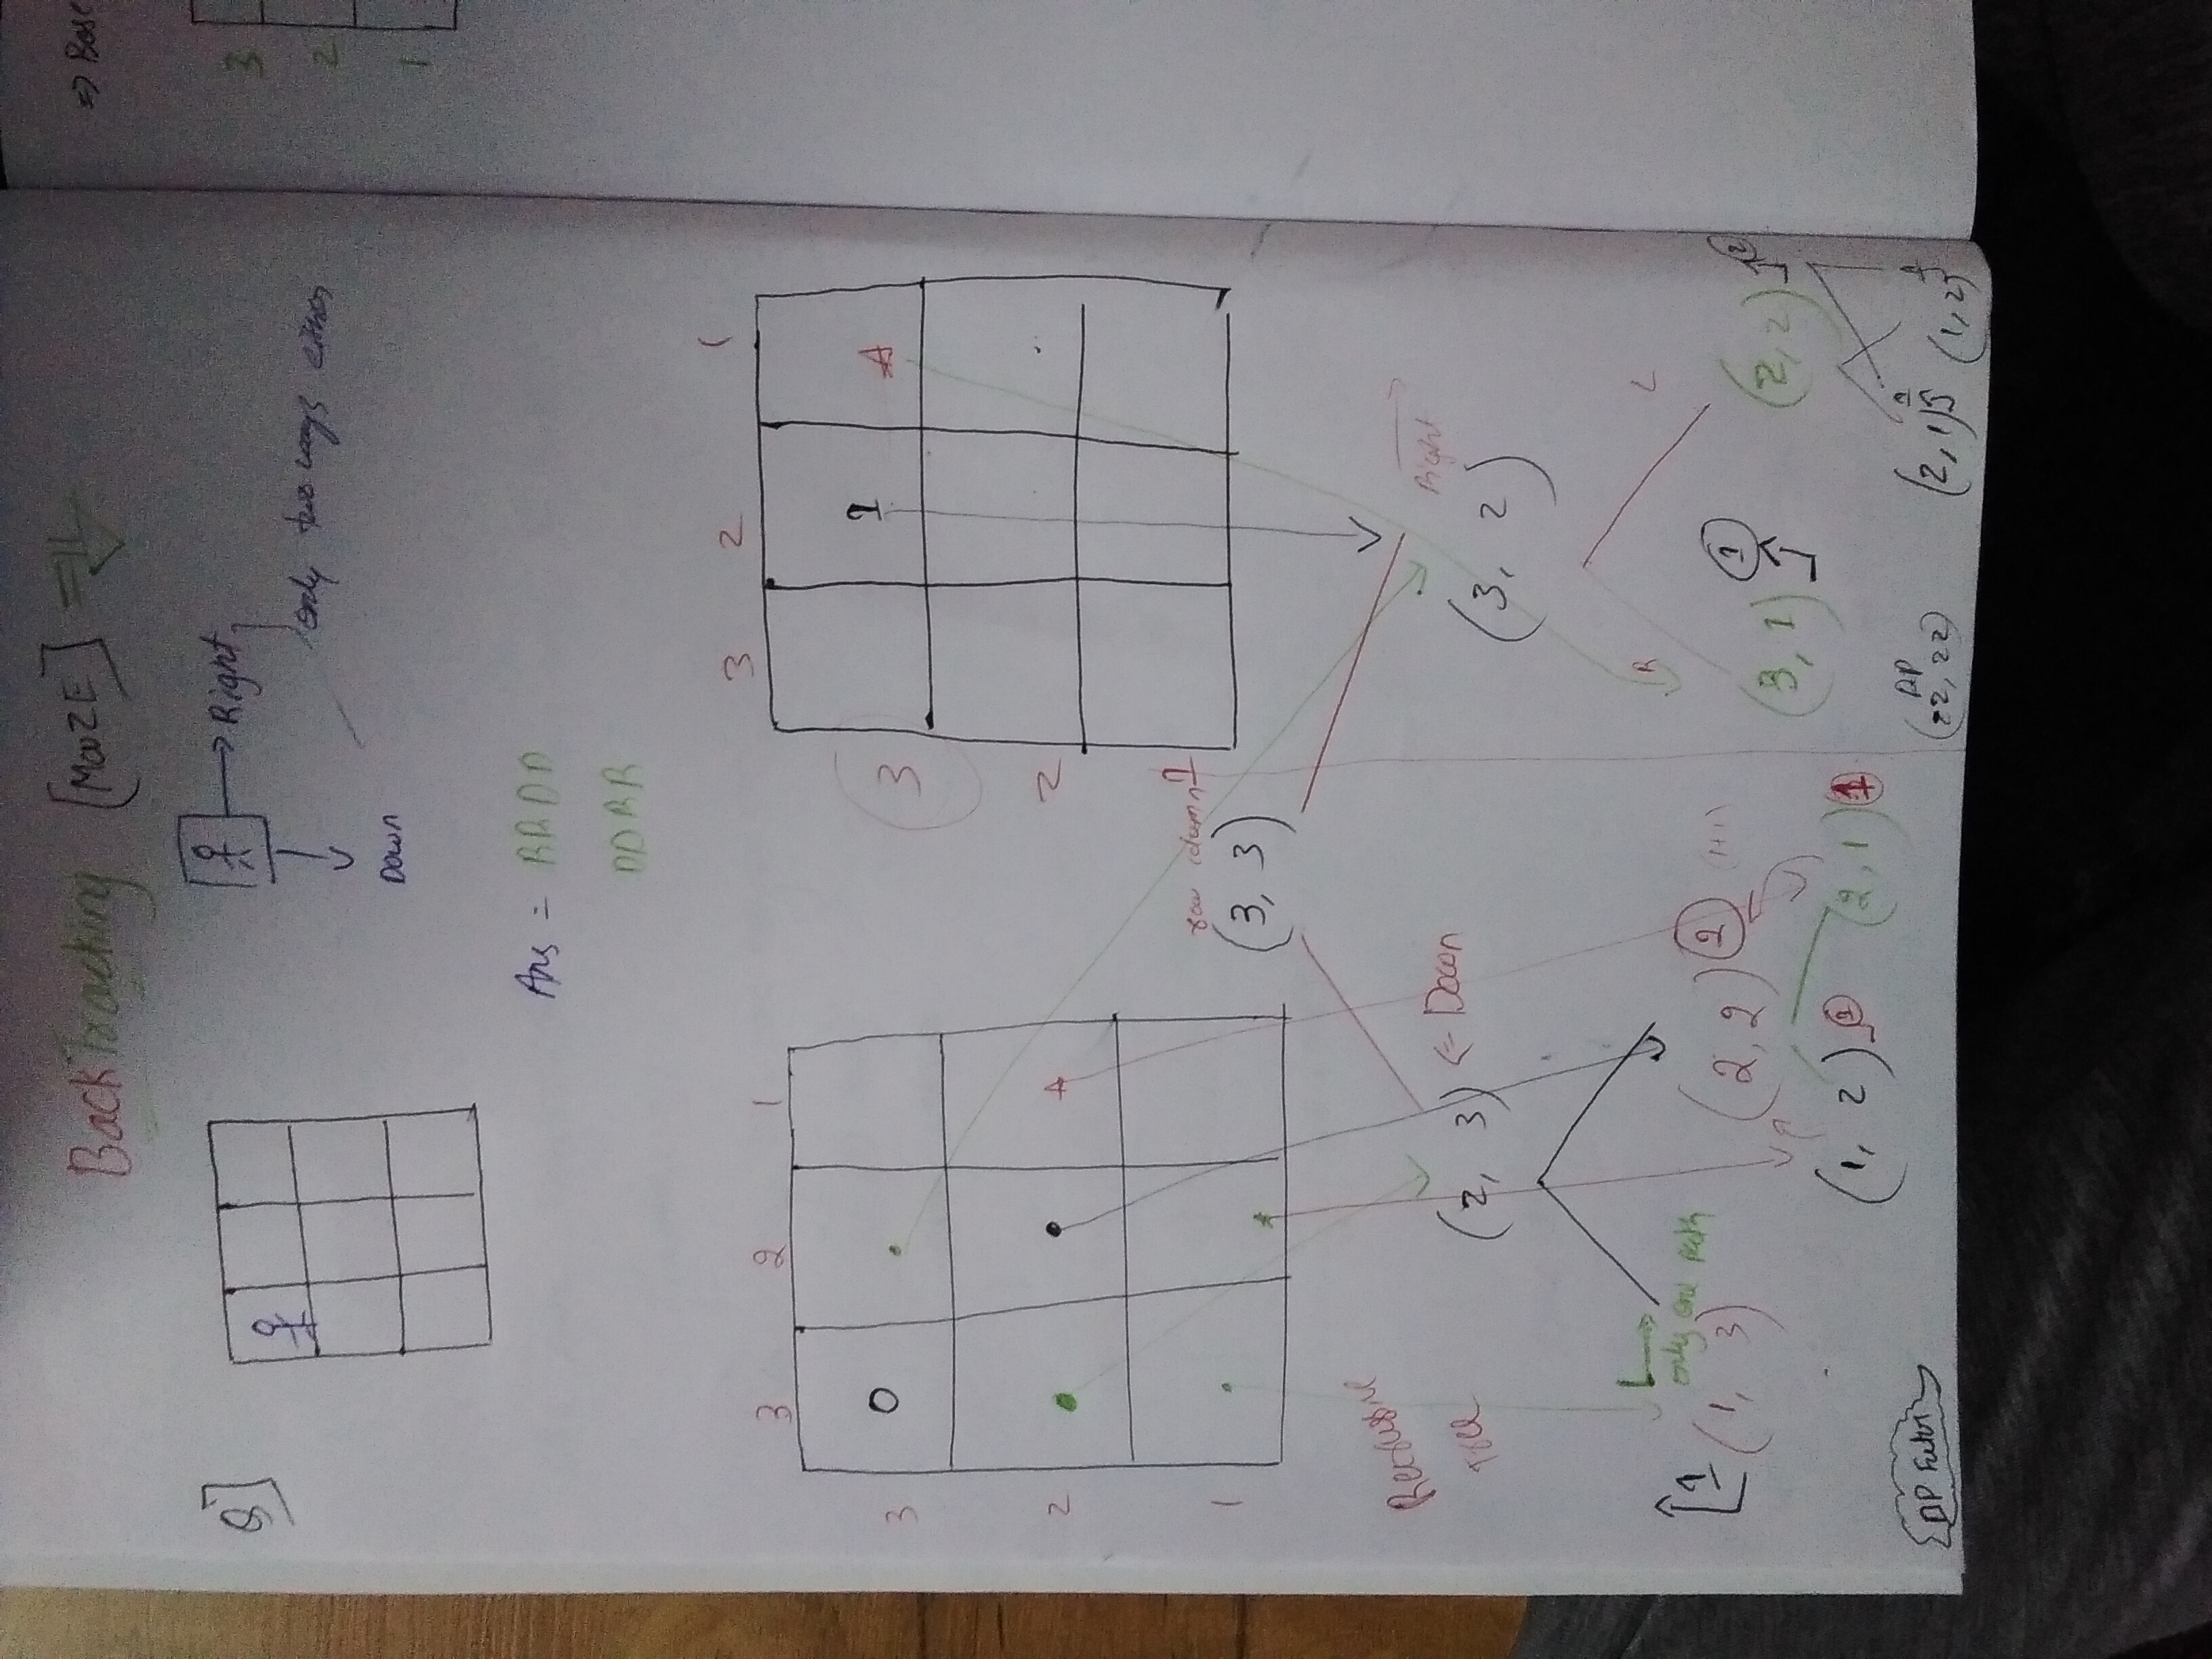 BackTracking [MaZE] =>
Q]
Right
only two ways either
Down
Ans = RRDD
DDRR
3 2 1
3
2
1
3 2 1
3
1
A
2
A
row column
(3, 3)
Recursive
Tree
(2, 3) <= Down
Right
(3, 2)
only one path
1
(1, 3)
(2, 2) 2 (1+1)
R
L
(3, 1) 1
(2, 2) 2
(1, 2) 1
(2, 1) 1
DP
(22, 22)
(2, 1) 1
(1, 2) 1
=> Base
3
2
1